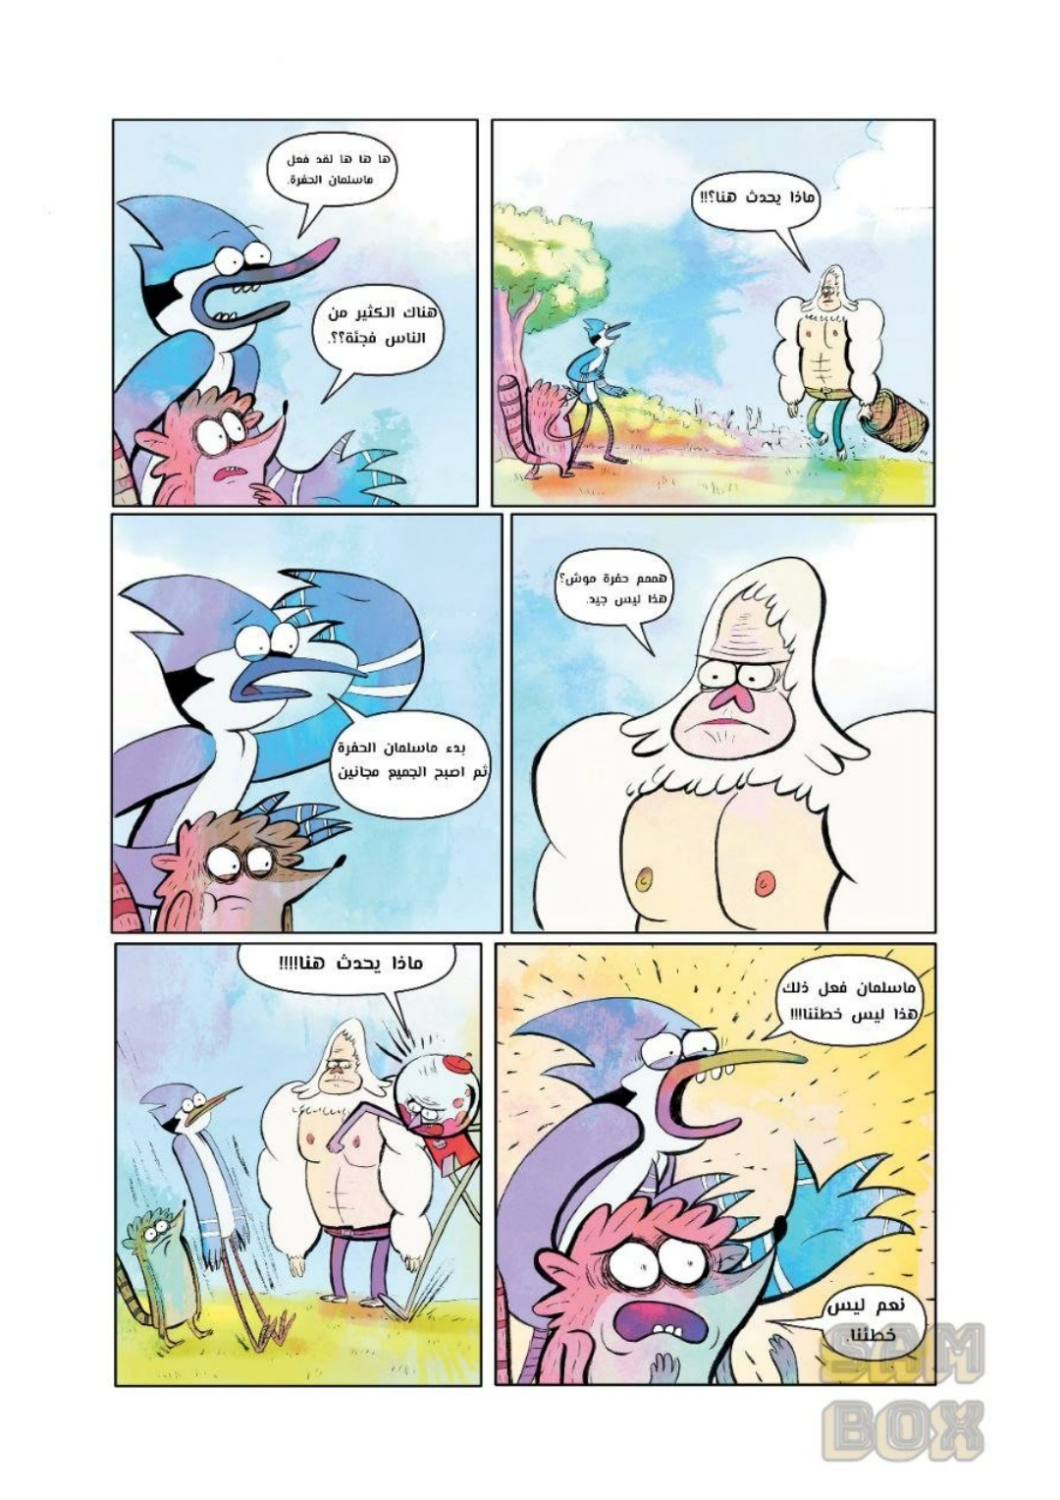 ها ها ها لقد فعل
ماسلمان الحفرة.
هناك الكثير من
الناس فجئة؟؟.
ماذا يحدث هنا؟!!
بدء ماسلمان الحفرة
ثم اصبح الجميع مجانين
هممم حفرة موش؟
هذا ليس جيد.
ماذا يحدث هنا!!!!
ماسلمان فعل ذلك
هذا ليس خطئنا!!!
نعم ليس
خطئنا.
SAM
BOX